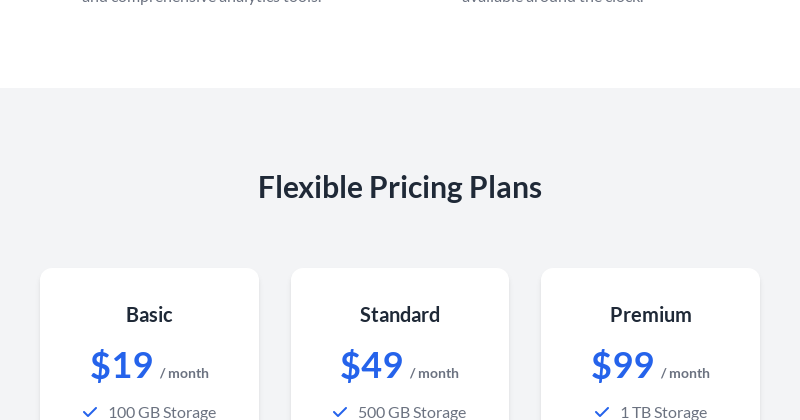 and comprehensive analytics tools.
available around the clock.
Flexible Pricing Plans
Basic
$19 / month
100 GB Storage
Standard
$49 / month
500 GB Storage
Premium
$99 / month
1 TB Storage